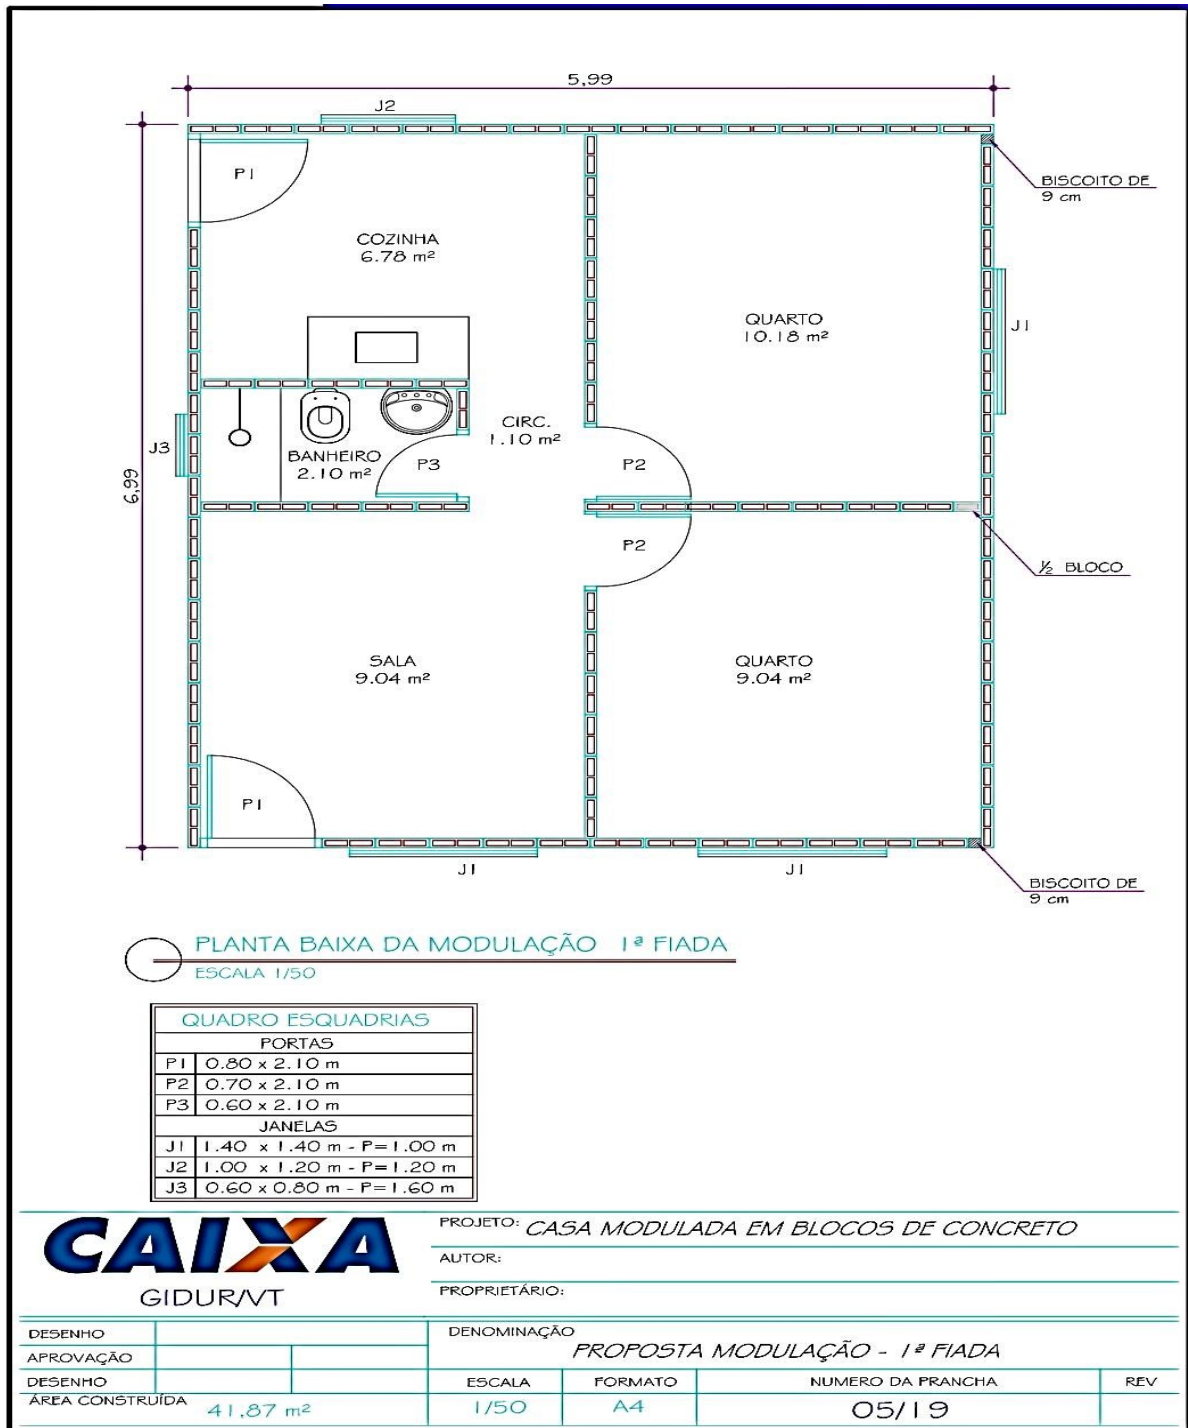 5,99
J2
P1
BISCOITO DE
9 cm
COZINHA
6.78 m²
QUARTO
10.18 m²
J1
CIRC.
1.10 m²
J3
BANHEIRO
2.10 m²
P3
P2
6,99
P2
½ BLOCO
SALA
9.04 m²
QUARTO
9.04 m²
P1
J1
J1
BISCOITO DE
9 cm
PLANTA BAIXA DA MODULAÇÃO 1ª FIADA
ESCALA 1/50
QUADRO ESQUADRIAS
PORTAS
P1 0.80 x 2.10 m
P2 0.70 x 2.10 m
P3 0.60 x 2.10 m
JANELAS
J1 1.40 x 1.40 m - P=1.00 m
J2 1.00 x 1.20 m - P=1.20 m
J3 0.60 x 0.80 m - P=1.60 m
CAIXA
GIDUR/VT
PROJETO: CASA MODULADA EM BLOCOS DE CONCRETO
AUTOR:
PROPRIETÁRIO:
DESENHO
APROVAÇÃO
DESENHO
ÁREA CONSTRUÍDA 41,87 m²
DENOMINAÇÃO
PROPOSTA MODULAÇÃO - 1ª FIADA
ESCALA
1/50
FORMATO
A4
NUMERO DA PRANCHA
05/19
REV